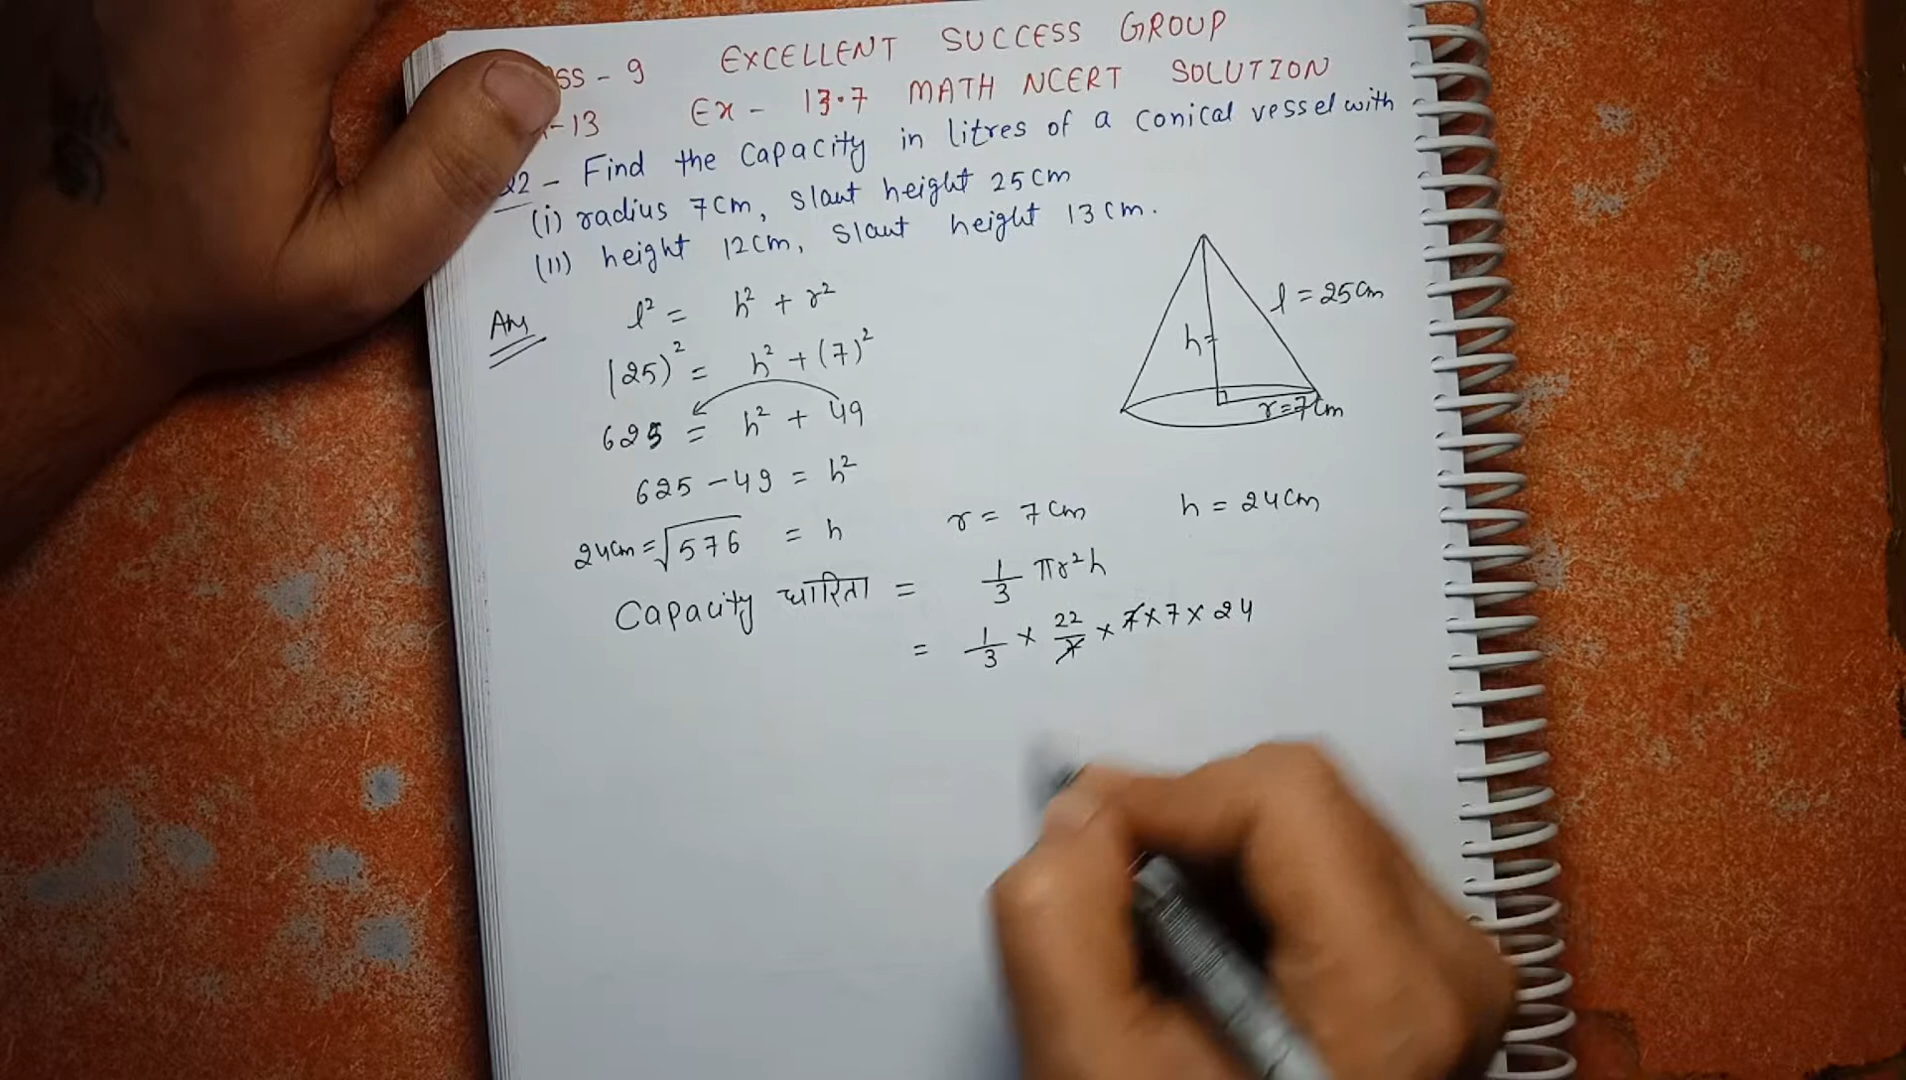 ss - 9 EXCELLENT SUCCESS GROUP
-13 Ex - 13.7 MATH NCERT SOLUTION
Q2 - Find the capacity in litres of a conical vessel with
(i) radius 7cm, slant height 25cm
(ii) height 12cm, slant height 13cm.
Ans l² = h² + r²
l = 25cm
(25)² = h² + (7)²
h=
r=7cm
625 = h² + 49
625 - 49 = h²
r = 7cm h = 24cm
24cm = √576 = h
Capacity धारिता = 1/3 πr²h
= 1/3 × 22/7 × 7 × 7 × 24